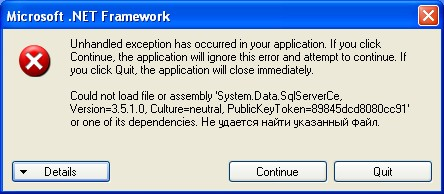 Microsoft .NET Framework
Unhandled exception has occurred in your application. If you click
Continue, the application will ignore this error and attempt to continue. If
you click Quit, the application will close immediately.
Could not load file or assembly 'System.Data.SqlServerCe,
Version=3.5.1.0, Culture=neutral, PublicKeyToken=89845dcd8080cc91'
or one of its dependencies. Не удается найти указанный файл.
Details
Continue
Quit